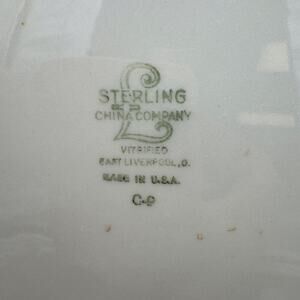 STERLING
CHINA COMPANY
VITRIFIED
EAST LIVERPOOL, O.
MADE IN U.S.A.
C-9